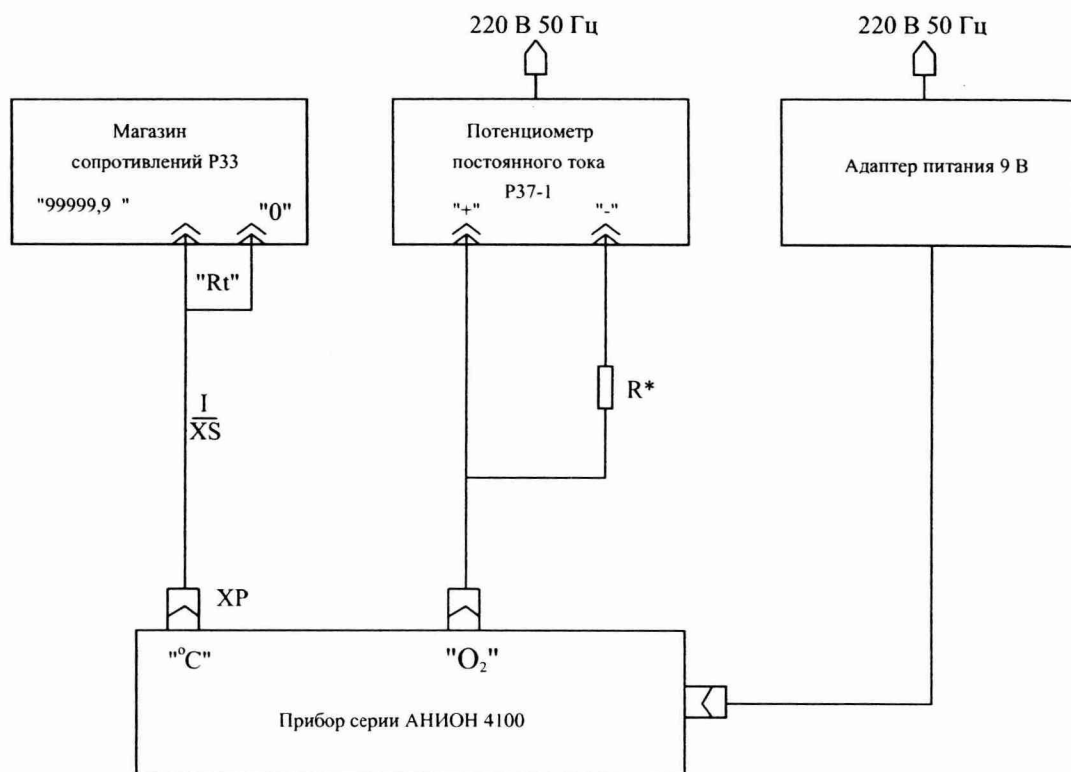 220 В 50 Гц
220 В 50 Гц
Магазин
сопротивлений Р33
"99999,9 "
"0"
"Rt"
Потенциометр
постоянного тока
Р37-1
"+"
"-"
Адаптер питания 9 В
I
XS
R*
XP
"°C"
"O₂"
Прибор серии АНИОН 4100